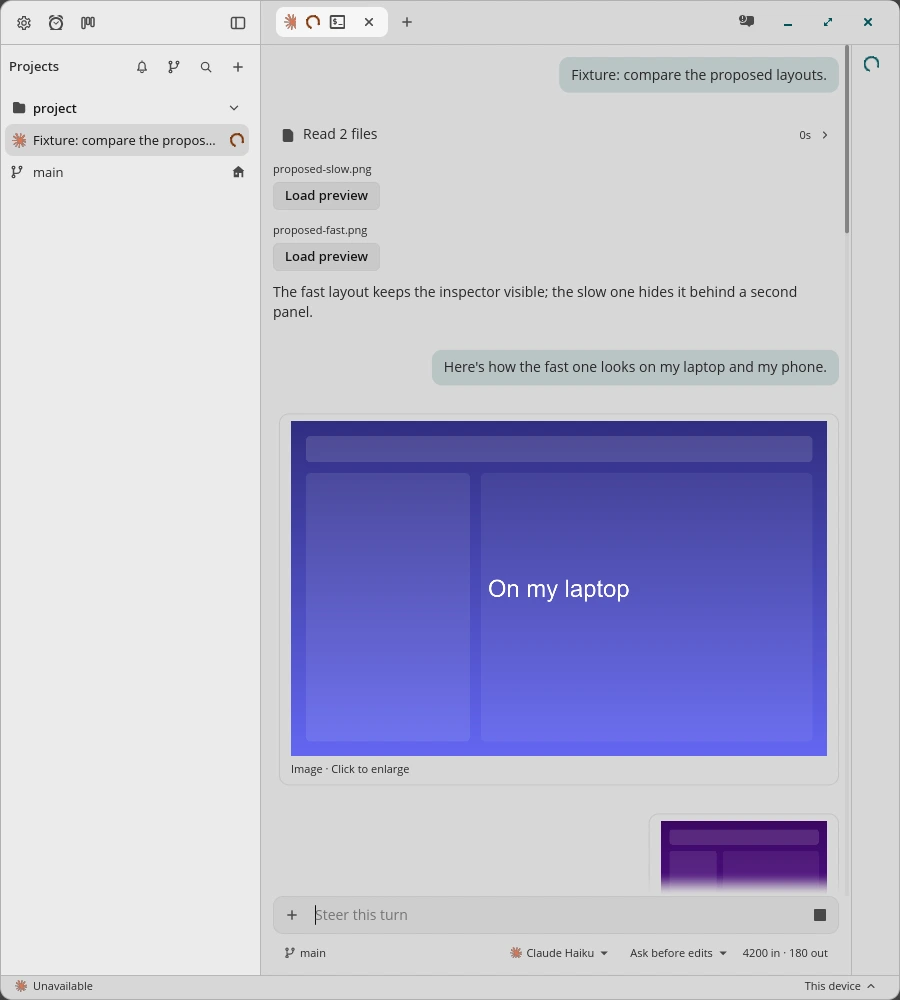 Projects
project
Fixture: compare the propos...
main
Fixture: compare the proposed layouts.
Read 2 files
0s
proposed-slow.png
Load preview
proposed-fast.png
Load preview
The fast layout keeps the inspector visible; the slow one hides it behind a second
panel.
Here's how the fast one looks on my laptop and my phone.
On my laptop
Image · Click to enlarge
Steer this turn
main
Claude Haiku
Ask before edits
4200 in · 180 out
Unavailable
This device